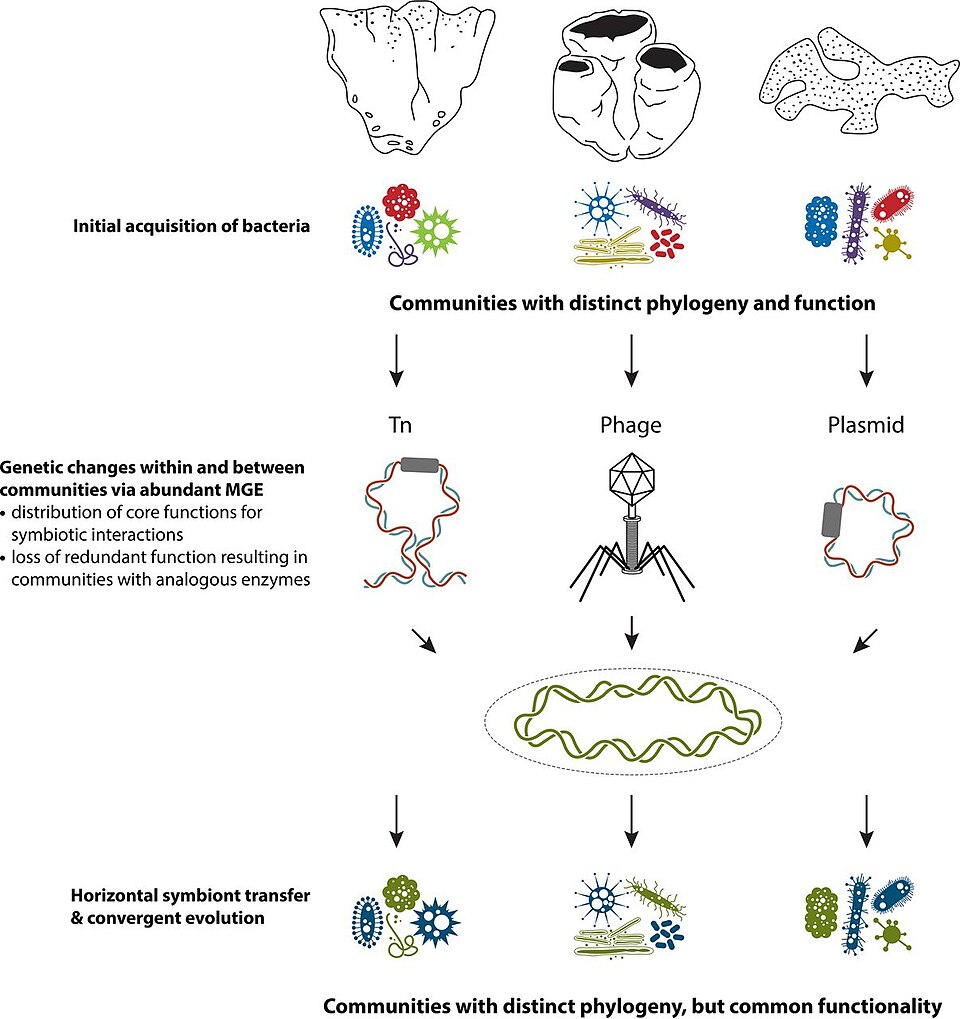 Initial acquisition of bacteria
Communities with distinct phylogeny and function
Tn
Phage
Plasmid
Genetic changes within and between
communities via abundant MGE
• distribution of core functions for
symbiotic interactions
• loss of redundant function resulting in
communities with analogous enzymes
Horizontal symbiont transfer
& convergent evolution
Communities with distinct phylogeny, but common functionality